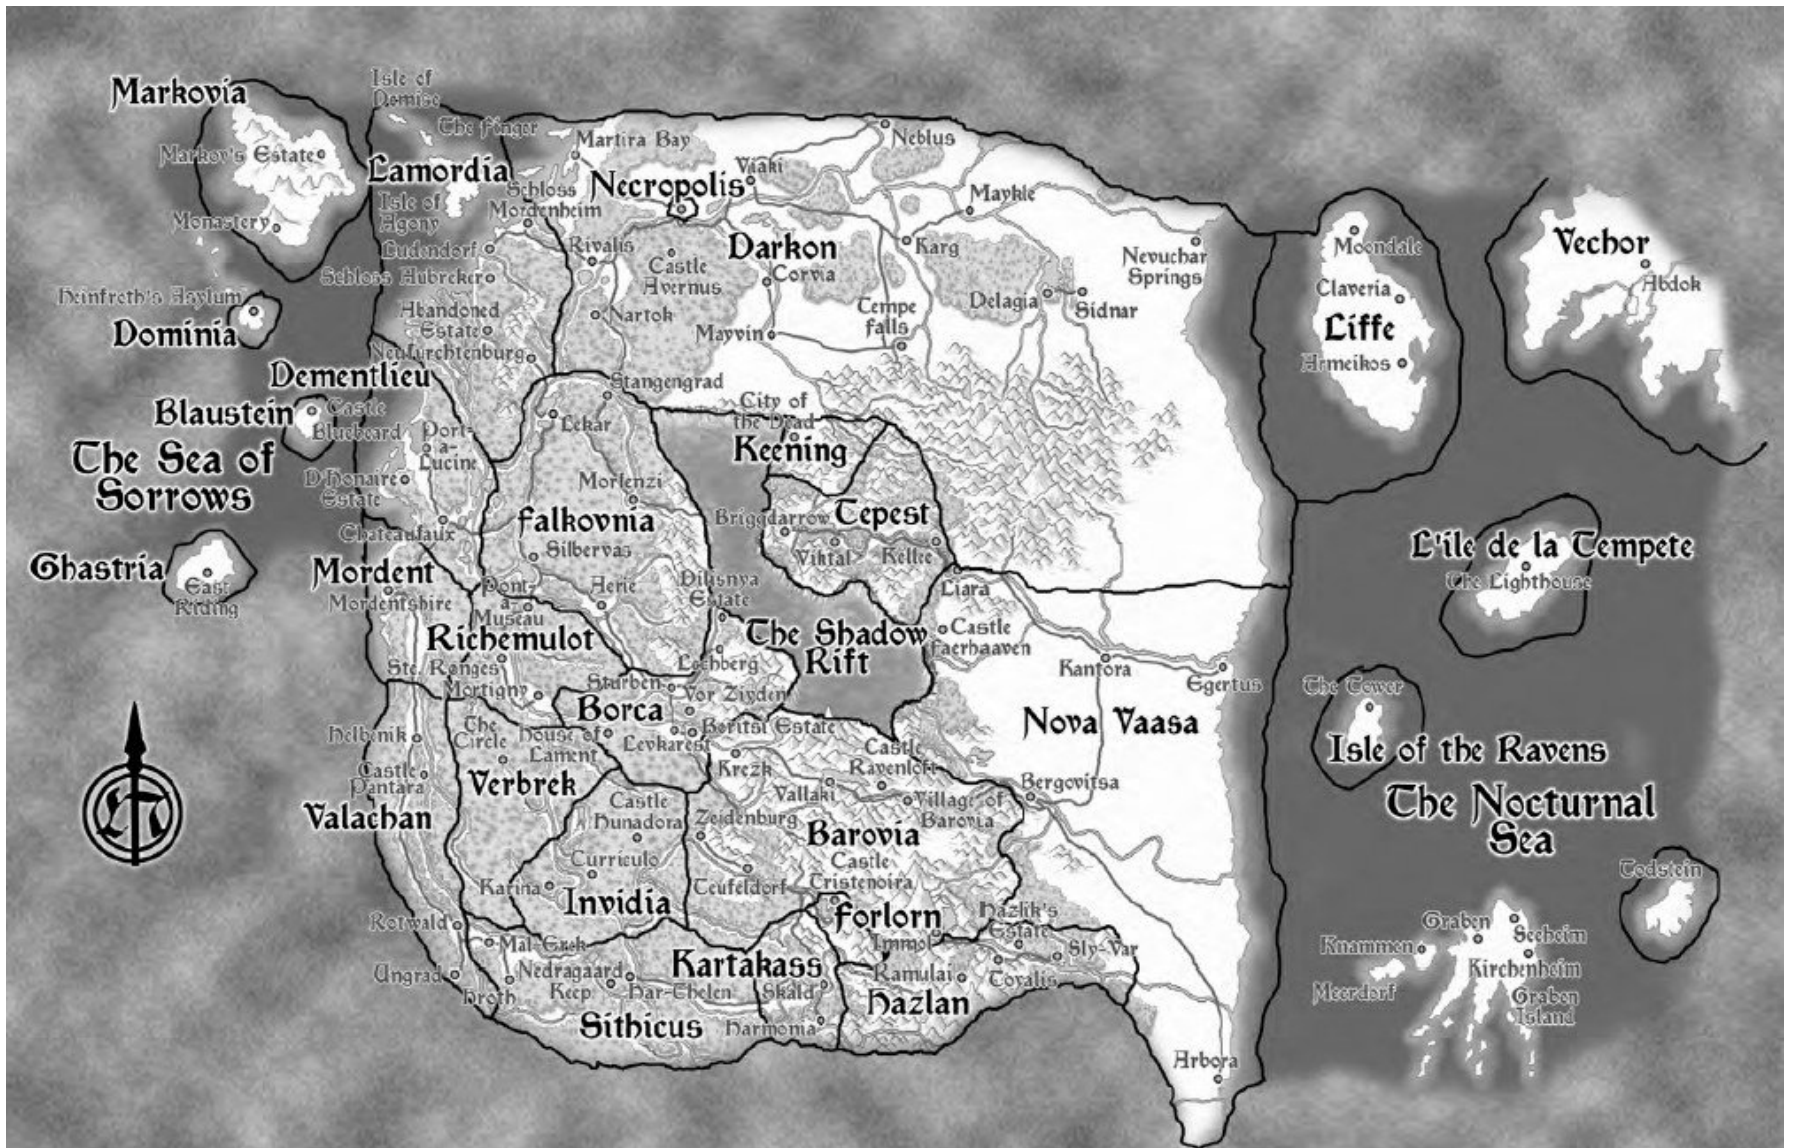 Isle of
Demise
Markovia
The Finger
Martira Bay
Neblus
Markov's Estate
Lamordia
Viaki
Necropolis
Schloss
Mordenheim
Maykle
Isle of
Agony
Monastery
Ludendorf
Rivalis
Darkon
Karg
Nevuchar
Springs
Mordale
Vechor
Schloss Hubreker
Castle
Avernus
Corvia
Claveria
Abdok
Heinfroth's Asylum
Delagia
Sidnar
Dominia
Abandoned
Estate
Nartok
Mayvin
Tempe
Falls
Liffe
Neufurchtenburg
Armeikos
Dementlieu
Stangengrad
Blaustein
Castle
Bluebeard
Lekar
City of
the Dead
Keening
Port-
a-
Lucine
The Sea of
Sorrows
D'Honaire
Estate
Morfenzi
Chateaufaux
Falkovnia
Silbervas
Briggdarrow
Tepest
Viktal
Kellee
L'ile de la Tempete
The Lighthouse
Ghastria
East
Riding
Mordent
Mordentshire
Pont-
a-
Museau
Aerie
Dilisnya
Estate
Liara
Richemulot
The Shadow
Rift
Castle
Faerhaaven
Ste. Ronges
Lechberg
Kantora
Egertus
Mortigny
Sturben
Vor Ziyden
The Tower
Borca
Nova Vaasa
Helbenik
The
Circle
House of
Lament
Levkarest
Boritsi Estate
Isle of the Ravens
Castle
Pantara
Verbrek
Krezk
Castle
Ravenloft
Bergovitsa
Vallaki
Village of
Barovia
The Nocturnal
Sea
Valachan
Castle
Hunadora
Zeidenburg
Barovia
Curriculo
Castle
Tristenoira
Todstein
Karina
Teufeldorf
Invidia
Forlorn
Hazlik's
Estate
Graben
Seeheim
Rotwald
Mal-Erek
Immol
Sly-Var
Knammen
Kirchenheim
Ungrad
Nedragaard
Keep
Har-Thelen
Kartakass
Skald
Ramulai
Toyalis
Meerdorf
Graben
Island
Hroth
Hazlan
Sithicus
Harmonia
Arbora